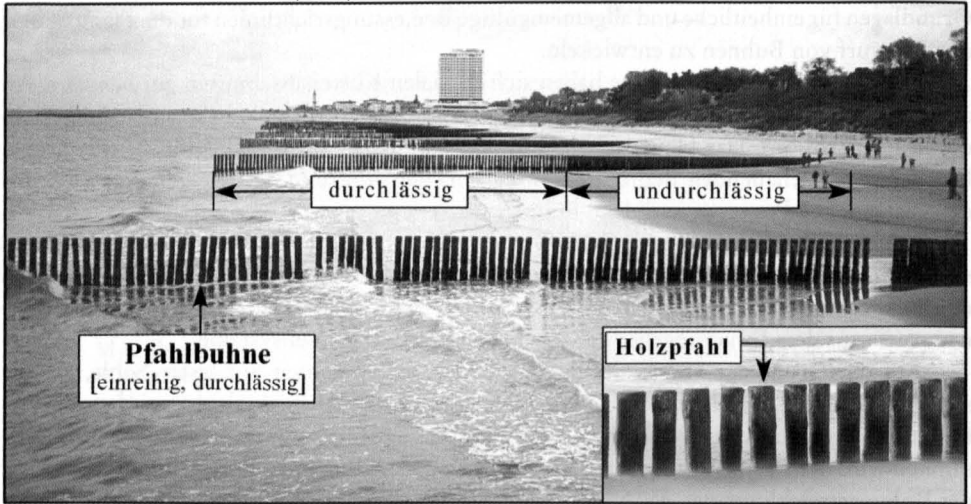 durchlässig
undurchlässig
Pfahlbuhne
[einreihig, durchlässig]
Holzpfahl